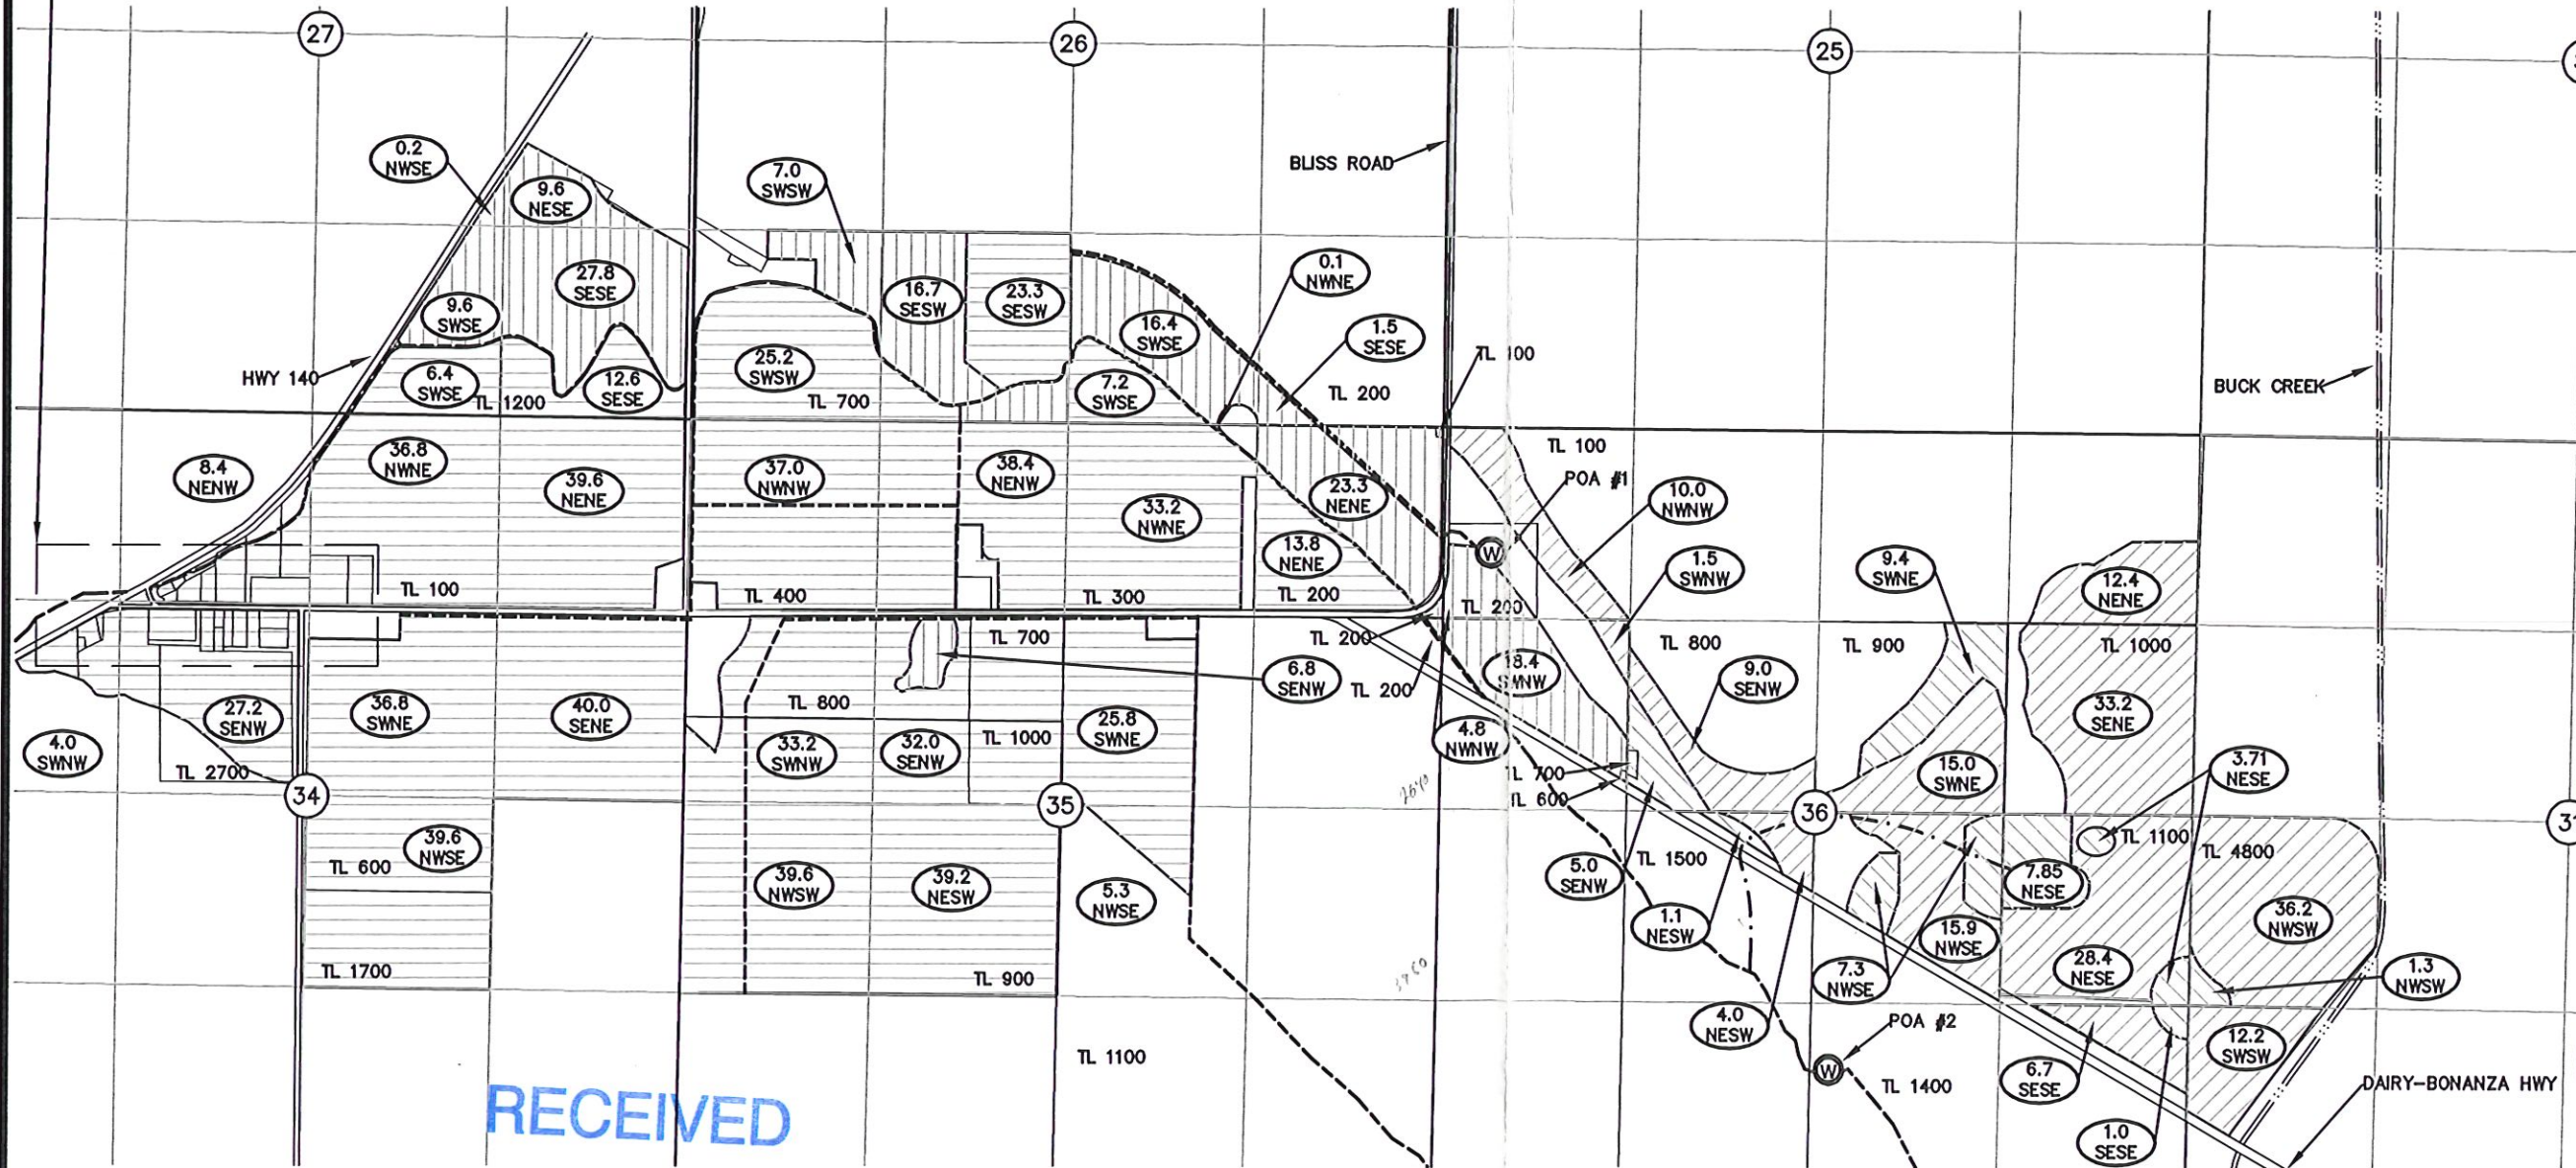 27
26
25
0.2
NWSE
9.6
NESE
7.0
SWSW
BLISS ROAD
27.8
SESE
9.6
SWSE
16.7
SESW
23.3
SESW
0.1
NWNE
16.4
SWSE
1.5
SESE
TL 100
HWY 140
6.4
SWSE
12.6
SESE
TL 1200
25.2
SWSW
TL 700
7.2
SWSE
TL 200
BUCK CREEK
8.4
NENW
36.8
NWNE
39.6
NENE
37.0
NWNW
38.4
NENW
33.2
NWNE
23.3
NENE
13.8
NENE
TL 100
POA #1
W
10.0
NWNW
1.5
SWNW
9.4
SWNE
12.4
NENE
TL 100
TL 400
TL 300
TL 200
TL 200
TL 700
TL 200
TL 800
TL 900
TL 1000
6.8
SENW
TL 200
18.4
SWNW
9.0
SENW
4.0
SWNW
27.2
SENW
36.8
SWNE
40.0
SENE
TL 800
33.2
SWNW
32.0
SENW
TL 1000
25.8
SWNE
4.8
NWNW
33.2
SENE
TL 2700
TL 700
TL 600
15.0
SWNE
3.71
NESE
34
35
36
39.6
NWSE
TL 600
39.6
NWSW
39.2
NESW
5.3
NWSE
5.0
SENW
TL 1500
TL 1100
TL 4800
7.85
NESE
1.1
NESW
15.9
NWSE
36.2
NWSW
TL 1700
TL 900
7.3
NWSE
28.4
NESE
1.3
NWSW
4.0
NESW
POA #2
W
12.2
SWSW
TL 1100
TL 1400
6.7
SESE
DAIRY-BONANZA HWY
1.0
SESE
RECEIVED